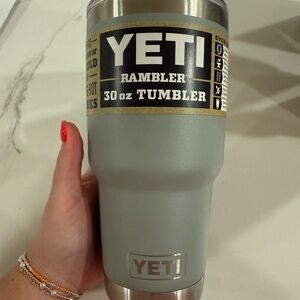 YETI
RAMBLER
30 oz TUMBLER
YETI